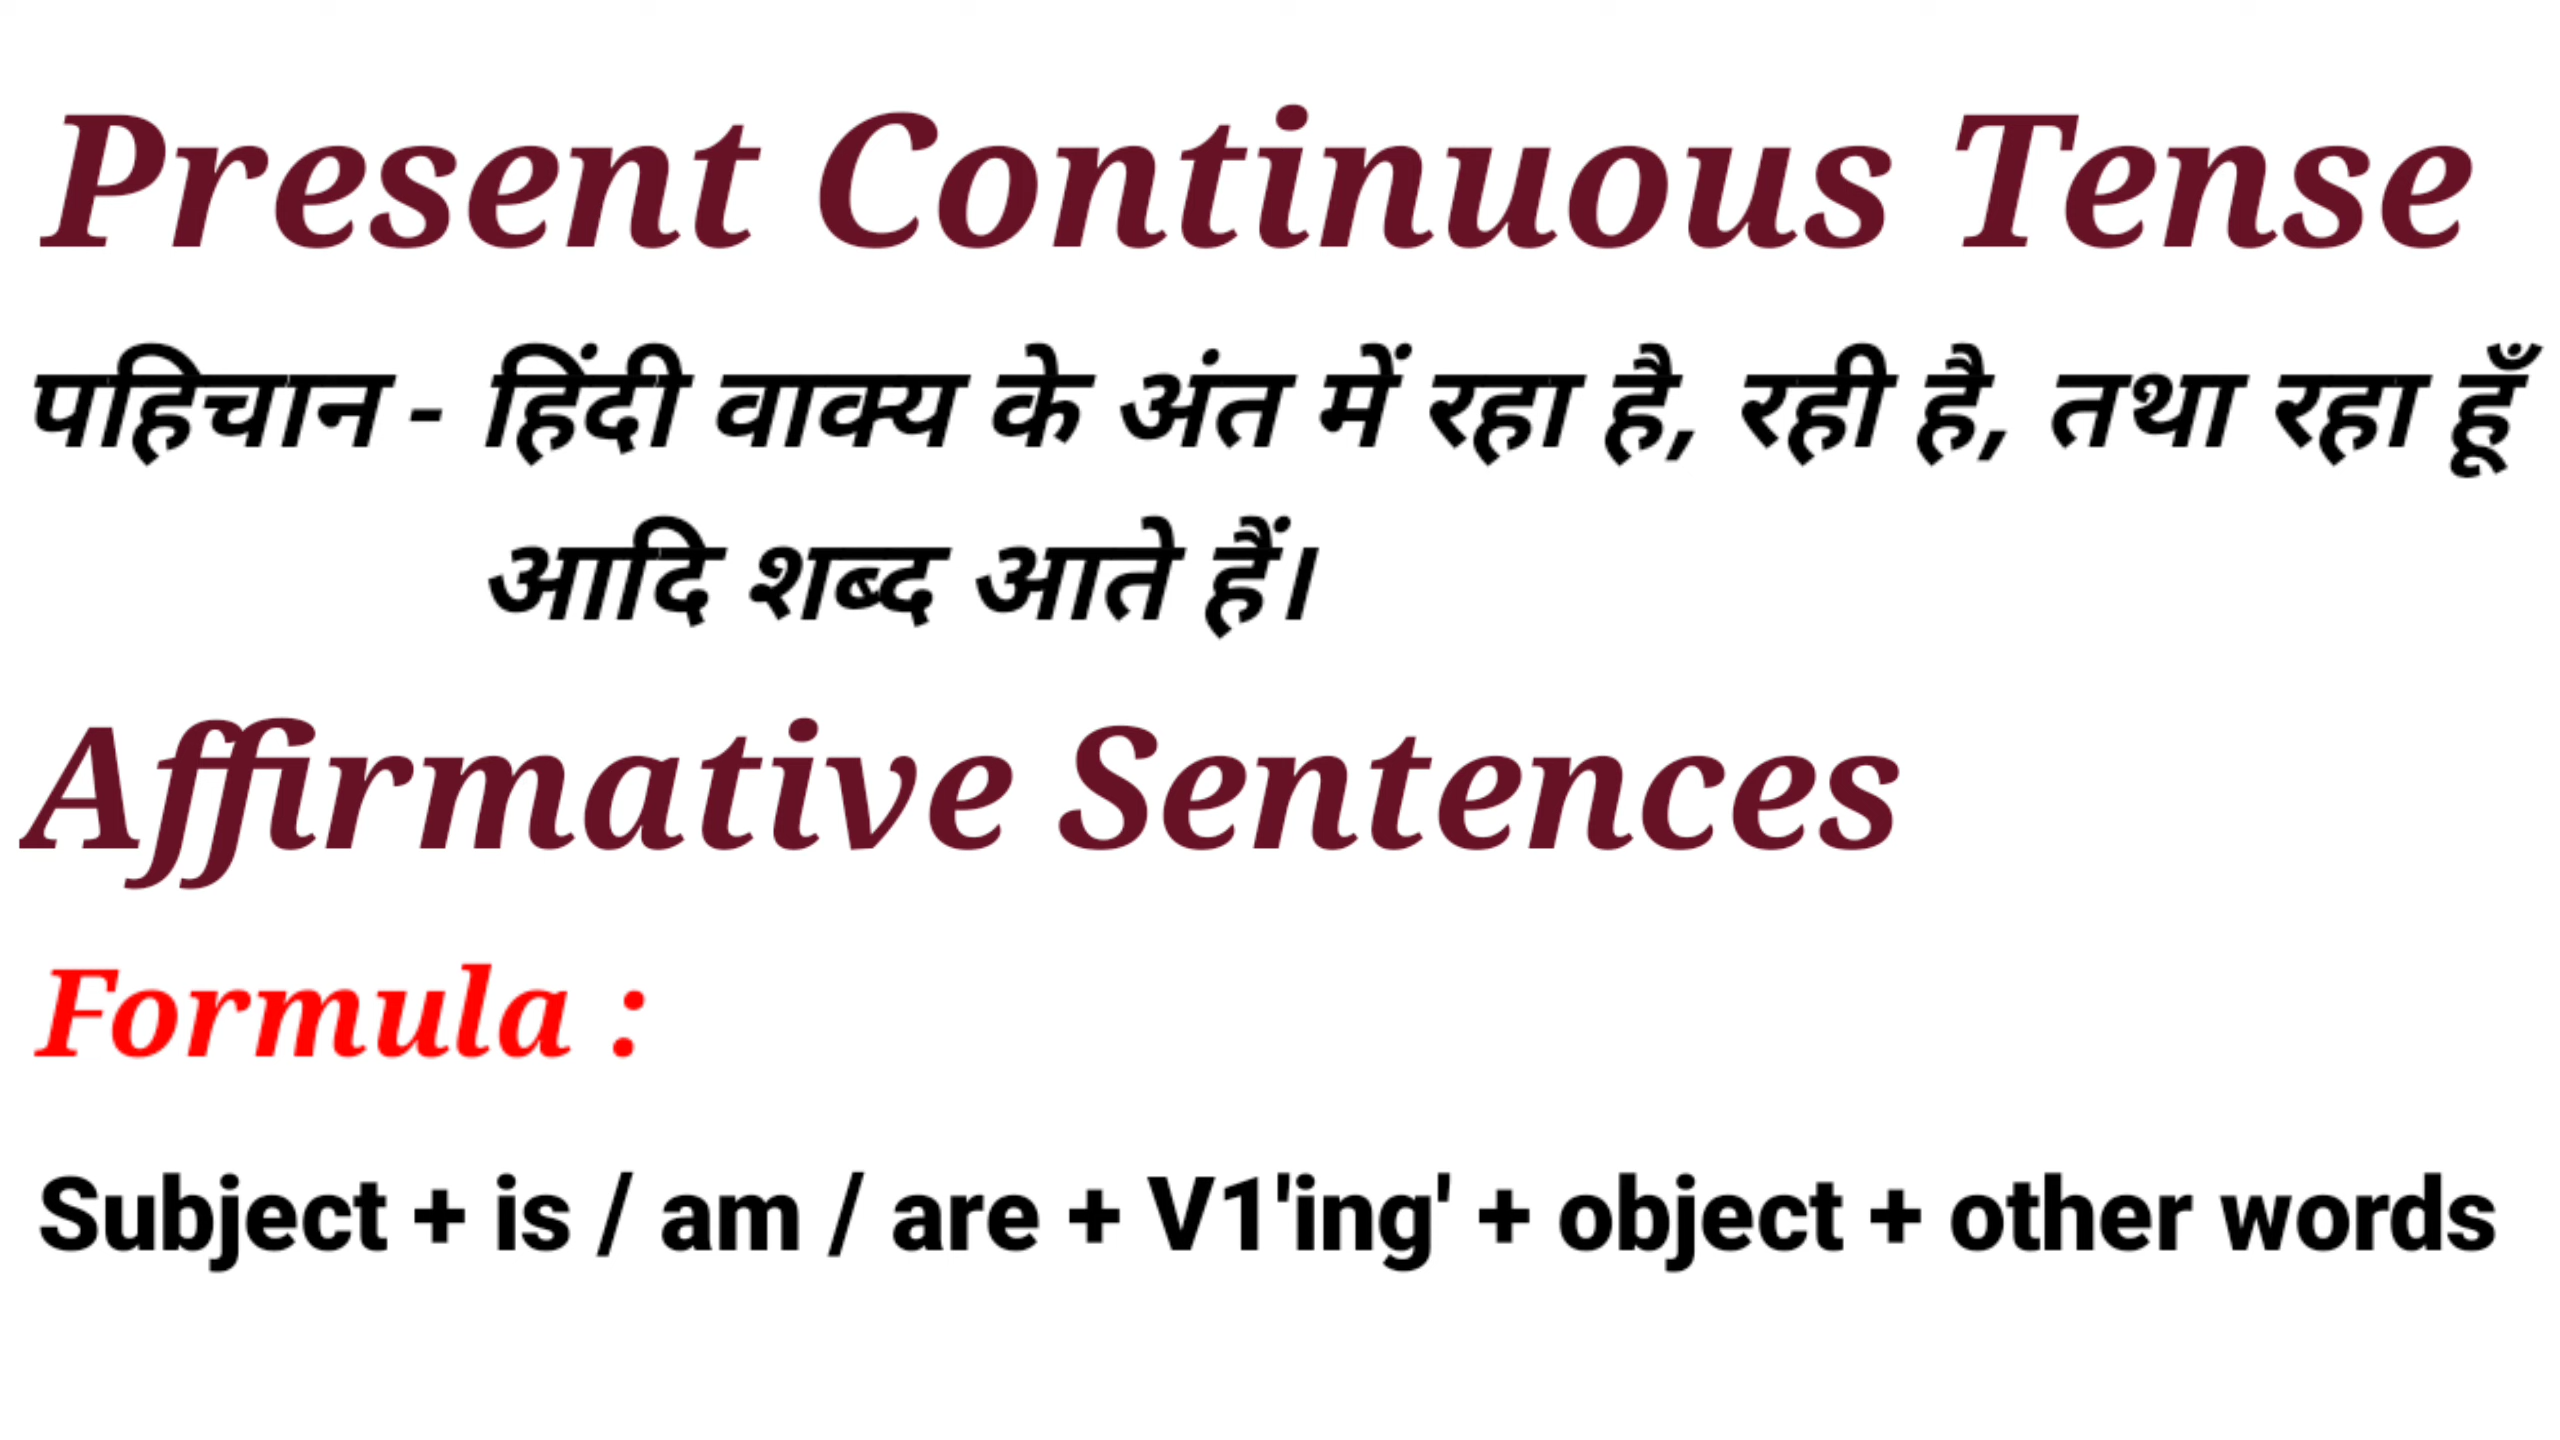 Present Continuous Tense
पहिचान - हिंदी वाक्य के अंत में रहा है, रही है, तथा रहा हूँ
आदि शब्द आते हैं।
Affirmative Sentences
Formula :
Subject + is / am / are + V1'ing' + object + other words